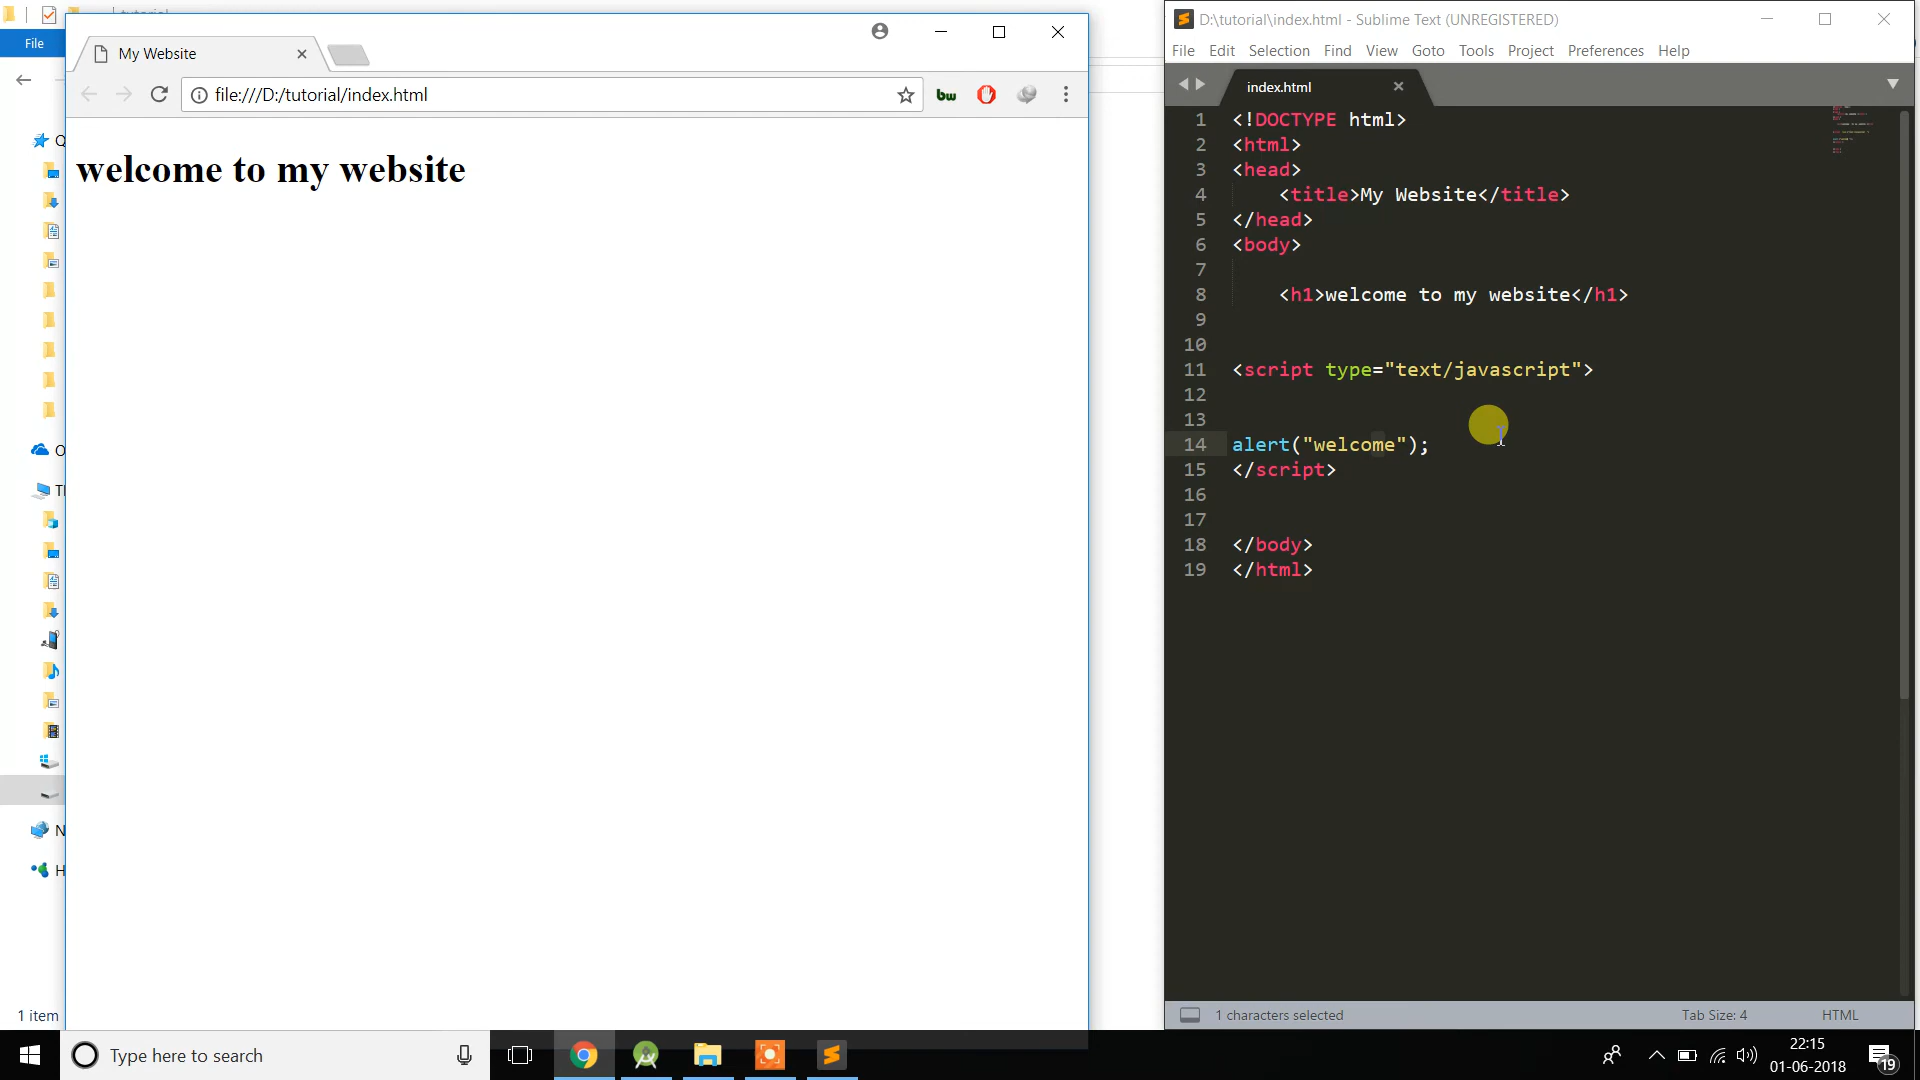 File
1 item
My Website
file:///D:/tutorial/index.html
bw
welcome to my website
D:\tutorial\index.html - Sublime Text (UNREGISTERED)
File Edit Selection Find View Goto Tools Project Preferences Help
index.html
1 <!DOCTYPE html>
2 <html>
3 <head>
4 <title>My Website</title>
5 </head>
6 <body>
7
8 <h1>welcome to my website</h1>
9
10
11 <script type="text/javascript">
12
13
14 alert("welcome");
15 </script>
16
17
18 </body>
19 </html>
1 characters selected
Tab Size: 4
HTML
Type here to search
22:15
01-06-2018
19